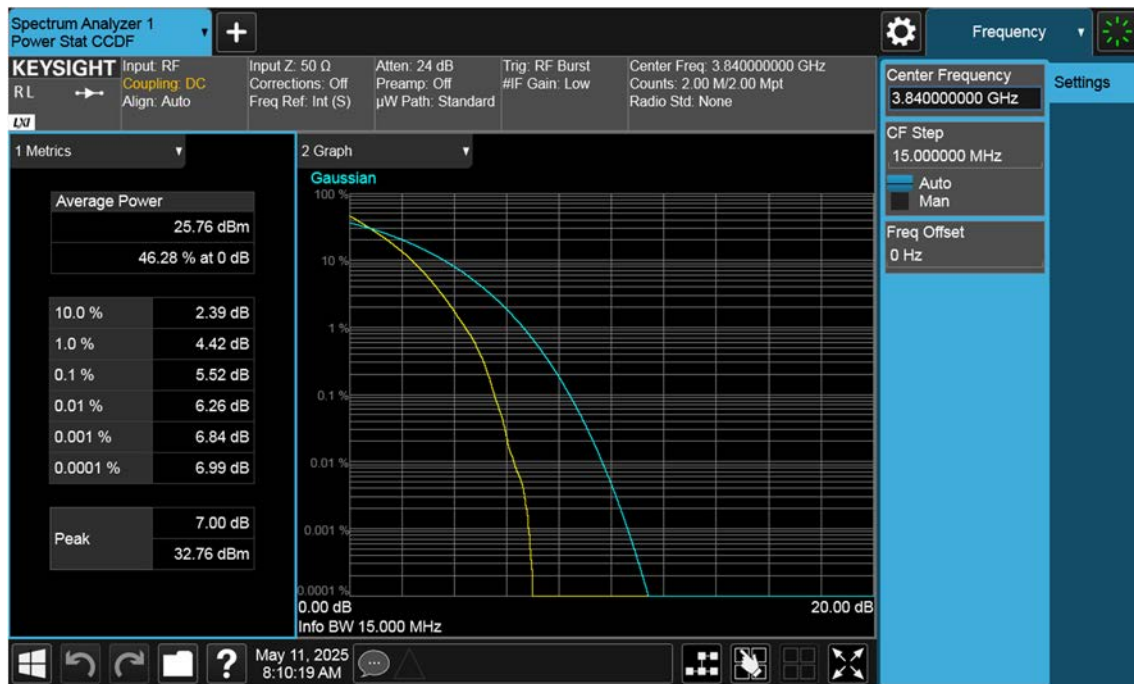 Spectrum Analyzer 1
Power Stat CCDF
Frequency
KEYSIGHT
RL
LXI
Input: RF
Coupling: DC
Align: Auto
Input Z: 50 Ω
Corrections: Off
Freq Ref: Int (S)
Atten: 24 dB
Preamp: Off
µW Path: Standard
Trig: RF Burst
#IF Gain: Low
Center Freq: 3.840000000 GHz
Counts: 2.00 M/2.00 Mpt
Radio Std: None
Center Frequency
3.840000000 GHz
Settings
CF Step
15.000000 MHz
Auto
Man
Freq Offset
0 Hz
1 Metrics
Average Power
25.76 dBm
46.28 % at 0 dB
10.0 % 2.39 dB
1.0 % 4.42 dB
0.1 % 5.52 dB
0.01 % 6.26 dB
0.001 % 6.84 dB
0.0001 % 6.99 dB
Peak
7.00 dB
32.76 dBm
2 Graph
Gaussian
100 %
10 %
1 %
0.1 %
0.01 %
0.001 %
0.0001 %
0.00 dB 20.00 dB
Info BW 15.000 MHz
?
May 11, 2025
8:10:19 AM